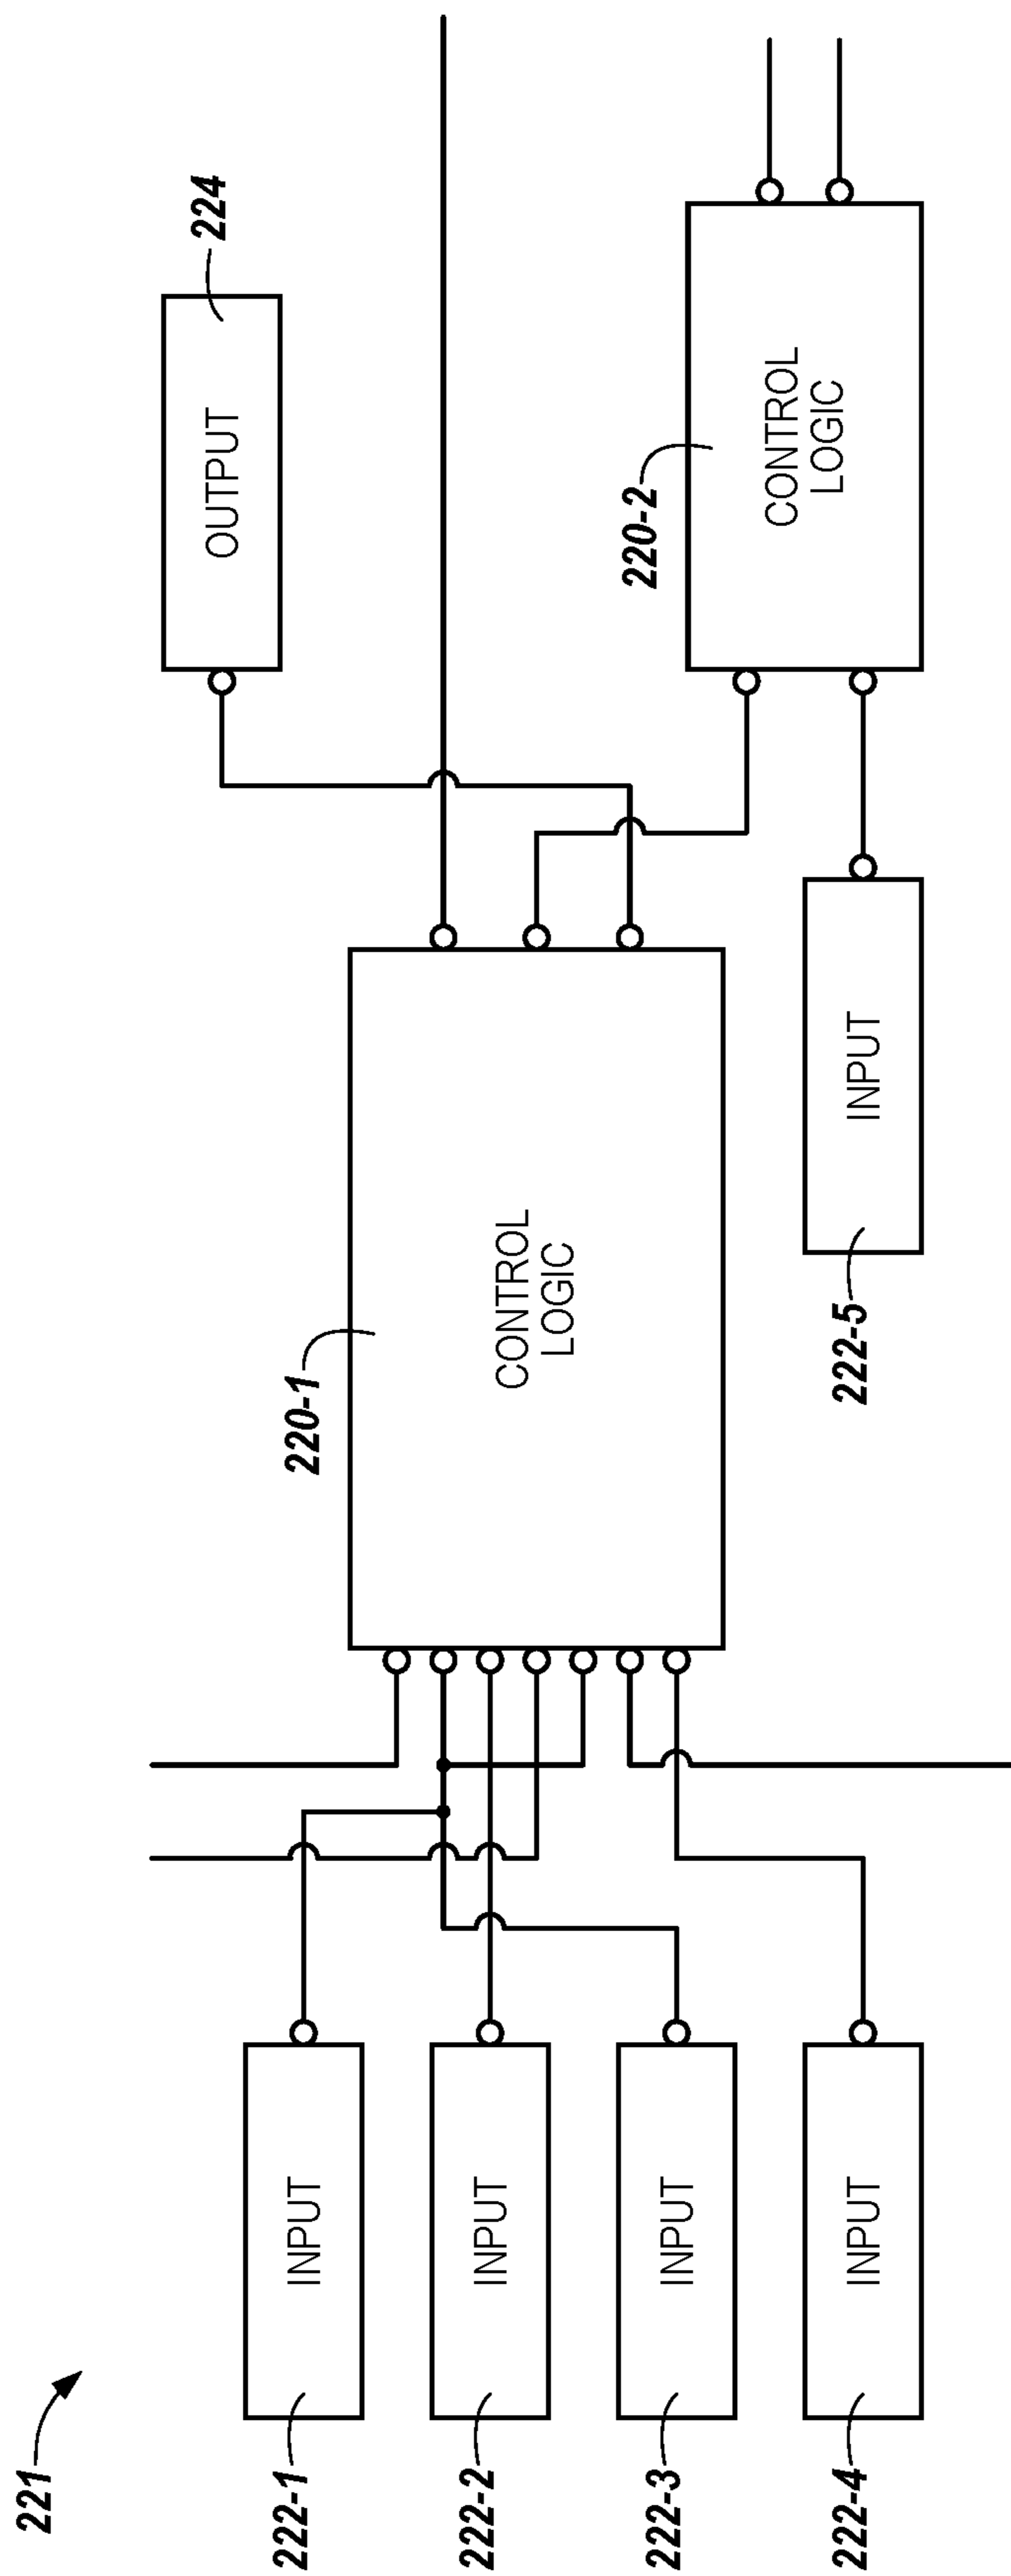 221
222-1
INPUT
222-2
INPUT
222-3
INPUT
222-4
INPUT
220-1
CONTROL
LOGIC
222-5
INPUT
OUTPUT
224
220-2
CONTROL
LOGIC